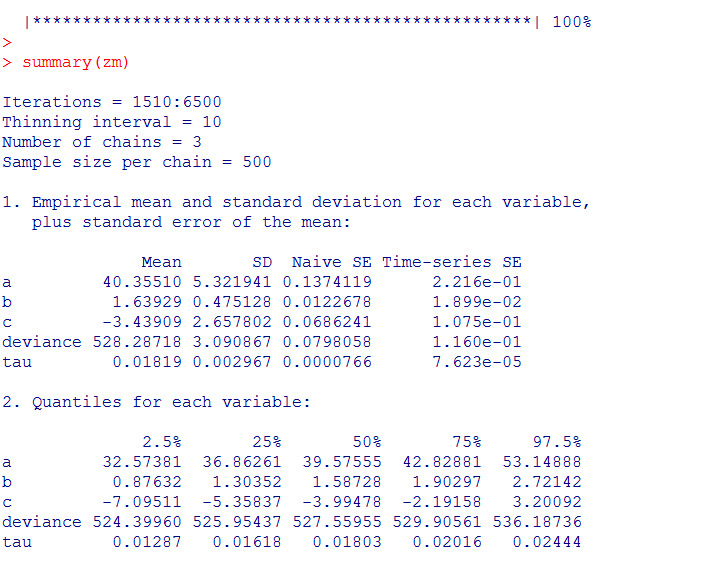 |**************************************************| 100%
>
> summary(zm)
Iterations = 1510:6500
Thinning interval = 10
Number of chains = 3
Sample size per chain = 500
1. Empirical mean and standard deviation for each variable,
   plus standard error of the mean:
              Mean       SD  Naive SE Time-series SE
a         40.35510 5.321941 0.1374119      2.216e-01
b          1.63929 0.475128 0.0122678      1.899e-02
c         -3.43909 2.657802 0.0686241      1.075e-01
deviance 528.28718 3.090867 0.0798058      1.160e-01
tau        0.01819 0.002967 0.0000766      7.623e-05
2. Quantiles for each variable:
              2.5%       25%       50%       75%     97.5%
a         32.57381  36.86261  39.57555  42.82881  53.14888
b          0.87632   1.30352   1.58728   1.90297   2.72142
c         -7.09511  -5.35837  -3.99478  -2.19158   3.20092
deviance 524.39960 525.95437 527.55955 529.90561 536.18736
tau        0.01287   0.01618   0.01803   0.02016   0.02444